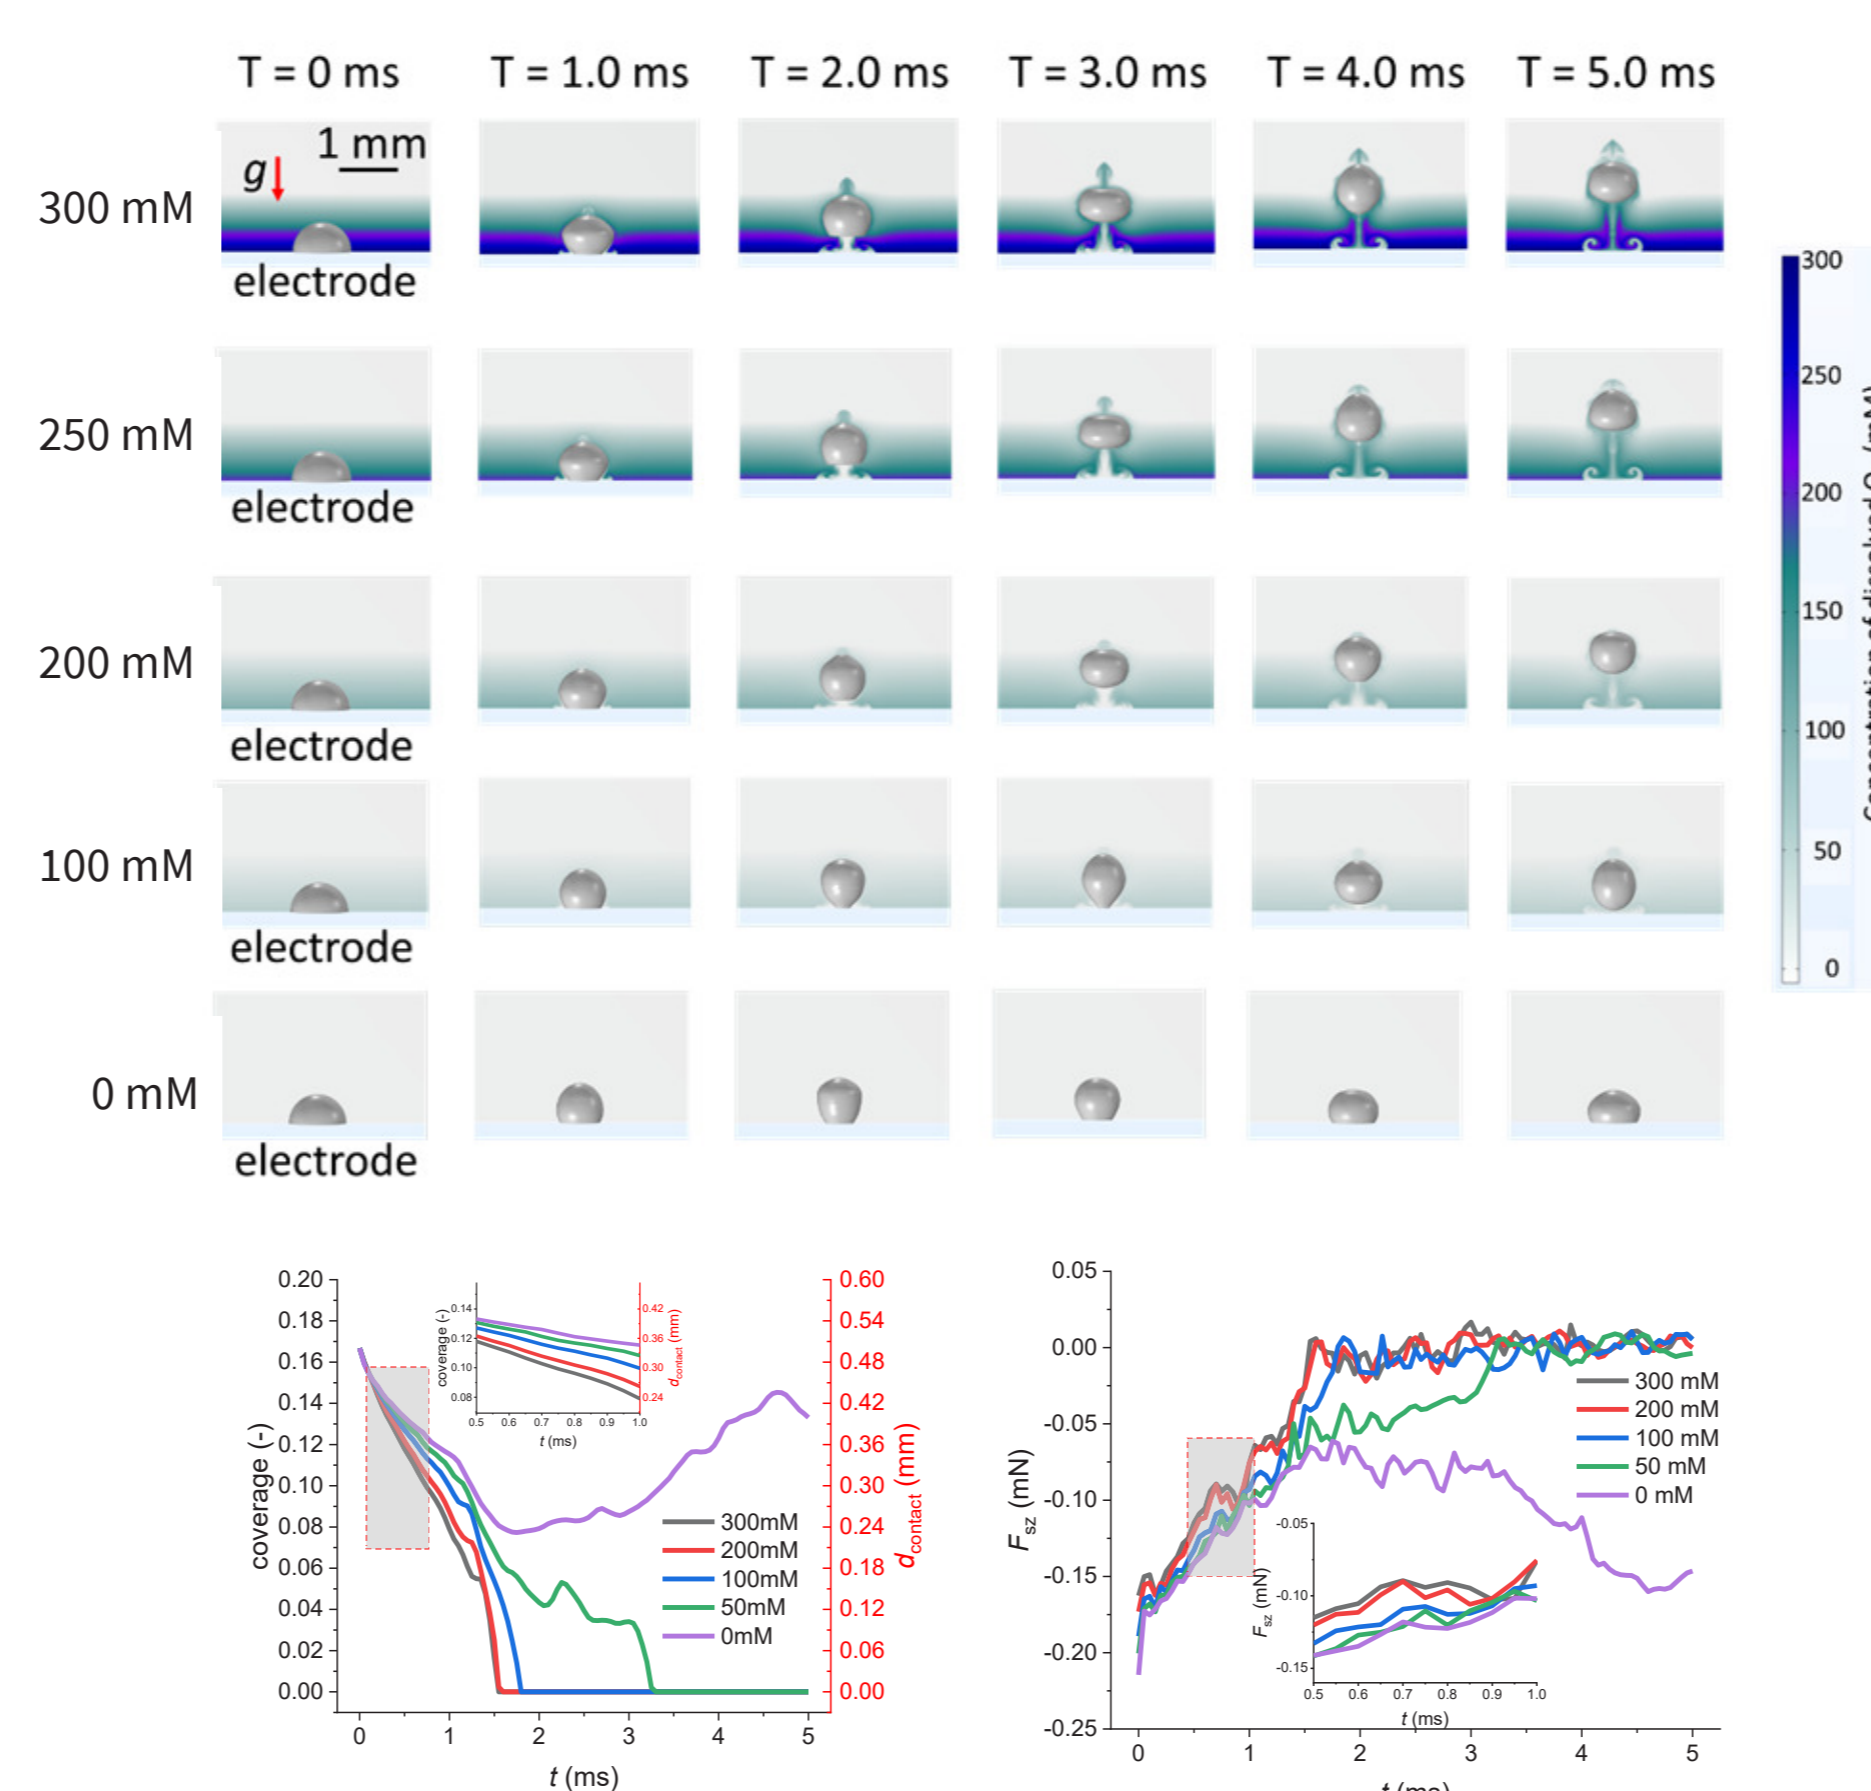 T = 0 ms T = 1.0 ms T = 2.0 ms T = 3.0 ms T = 4.0 ms T = 5.0 ms
g 1 mm
300 mM
electrode
250 mM
electrode
200 mM
electrode
100 mM
electrode
0 mM
electrode
300
250
200
150
100
50
0
0.20
0.18
0.16
0.14
0.12
0.10
0.08
0.06
0.04
0.02
0.00
coverage (-)
0.60
0.54
0.48
0.42
0.36
0.30
0.24
0.18
0.12
0.06
0.00
dcontact (mm)
0 1 2 3 4 5
t (ms)
0.14
0.12
0.10
0.08
coverage (-)
0.42
0.36
0.30
0.24
dcontact (mm)
0.5 0.6 0.7 0.8 0.9 1.0
t (ms)
300mM
200mM
100mM
50mM
0mM
0.05
0.00
-0.05
-0.10
-0.15
-0.20
-0.25
Fsz (mN)
0 1 2 3 4 5
300 mM
200 mM
100 mM
50 mM
0 mM
-0.05
-0.10
-0.15
Fsz (mN)
0.5 0.6 0.7 0.8 0.9 1.0
t (ms)